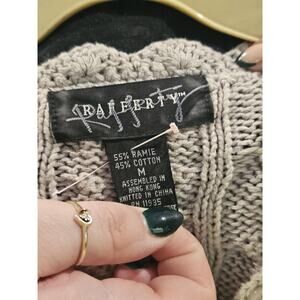 RAFFERTY™
55% RAMIE
45% COTTON
M
ASSEMBLED IN
HONG KONG
KNITTED IN CHINA
RN 11935